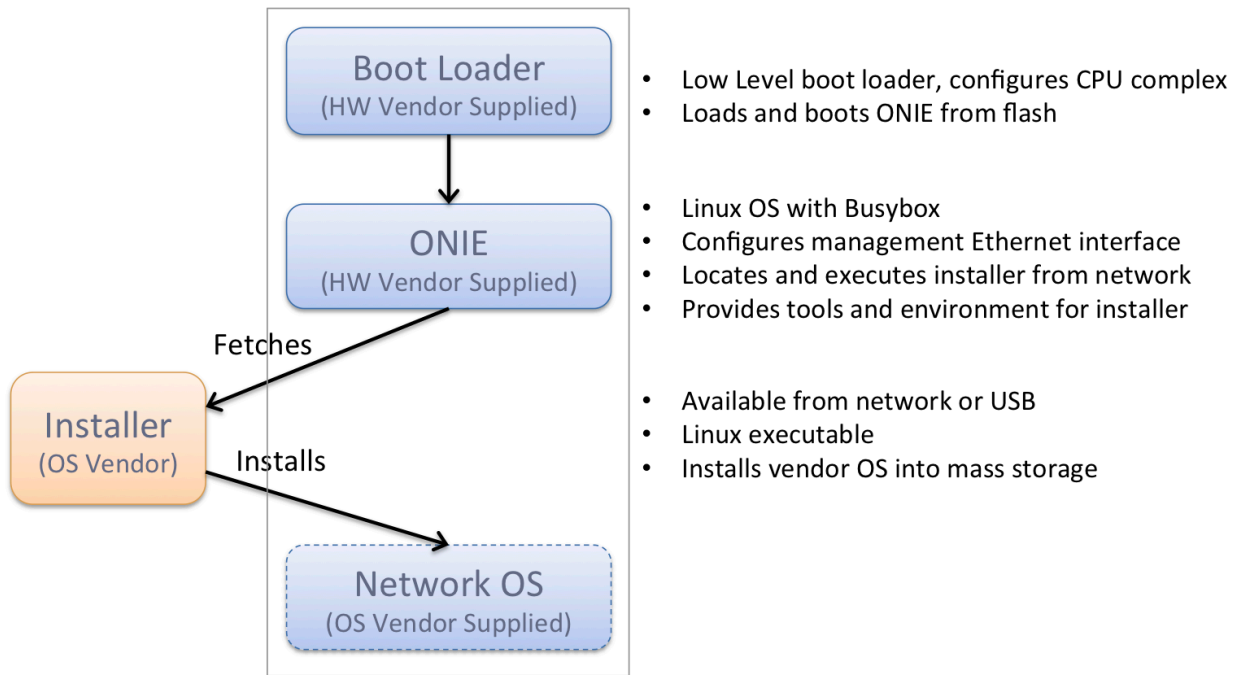 Boot Loader
(HW Vendor Supplied)
• Low Level boot loader, configures CPU complex
• Loads and boots ONIE from flash
ONIE
(HW Vendor Supplied)
• Linux OS with Busybox
• Configures management Ethernet interface
• Locates and executes installer from network
• Provides tools and environment for installer
Fetches
Installer
(OS Vendor)
• Available from network or USB
• Linux executable
• Installs vendor OS into mass storage
Installs
Network OS
(OS Vendor Supplied)